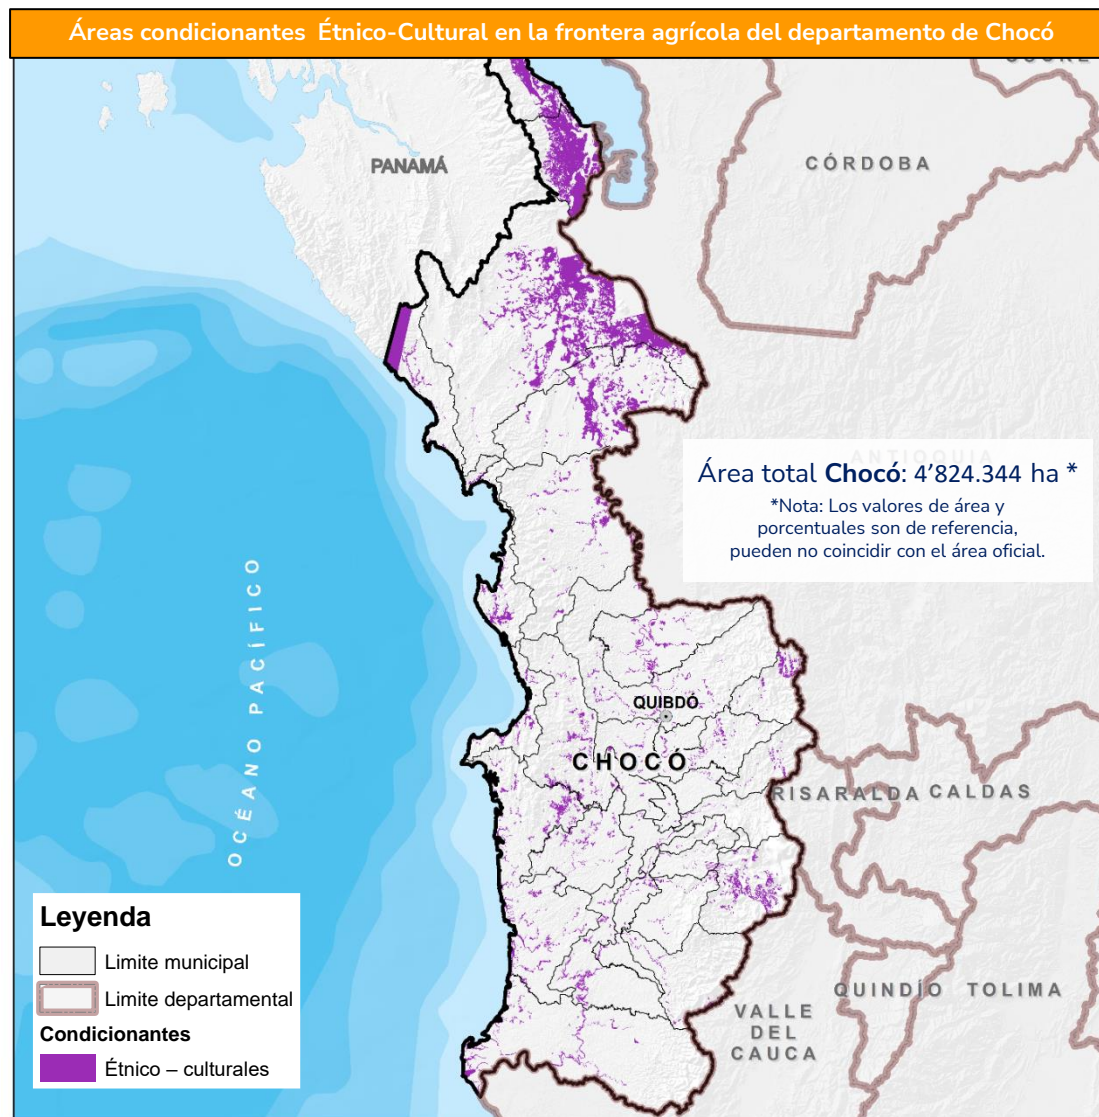 Áreas condicionantes Étnico-Cultural en la frontera agrícola del departamento de Chocó
PANAMÁ
CÓRDOBA
ANTIOQUIA
Área total Chocó: 4’824.344 ha *
*Nota: Los valores de área y
porcentuales son de referencia,
pueden no coincidir con el área oficial.
OCÉANO PACÍFICO
QUIBDÓ
CHOCÓ
RISARALDA
CALDAS
Leyenda
Limite municipal
Limite departamental
Condicionantes
Étnico – culturales
QUINDÍO
TOLIMA
VALLE
DEL
CAUCA